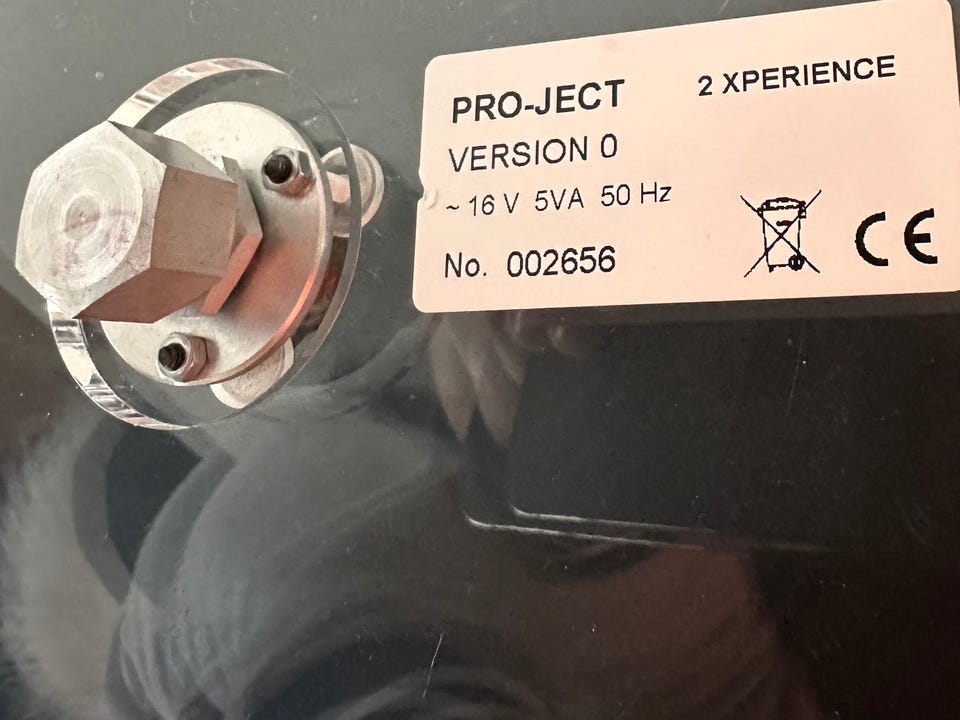 PRO-JECT 2 XPERIENCE
VERSION 0
~ 16 V 5VA 50 Hz
No. 002656 CE